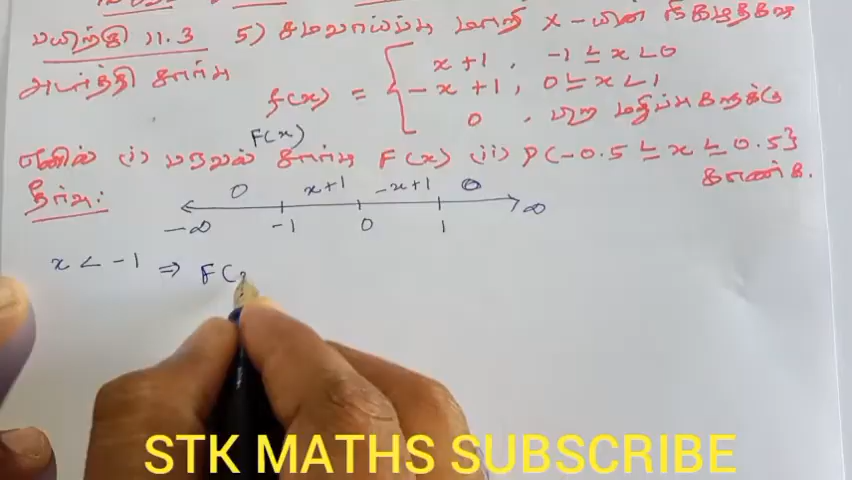 பயிற்சி 11.3 5) சமவாய்ப்பு மாறி x-யின் நிகழ்தகவு
அடர்த்தி சார்பு
f(x) = { x+1, -1 ≤ x < 0
-x+1, 0 ≤ x < 1
0, பிற மதிப்புகளுக்கு
F(x)
எனில் (i) பரவல் சார்பு F(x) (ii) P(-0.5 ≤ x ≤ 0.5}
காண்க.
தீர்வு:
0 x+1 -x+1 0
-∞ -1 0 1 ∞
x < -1 ⇒ F(
STK MATHS SUBSCRIBE